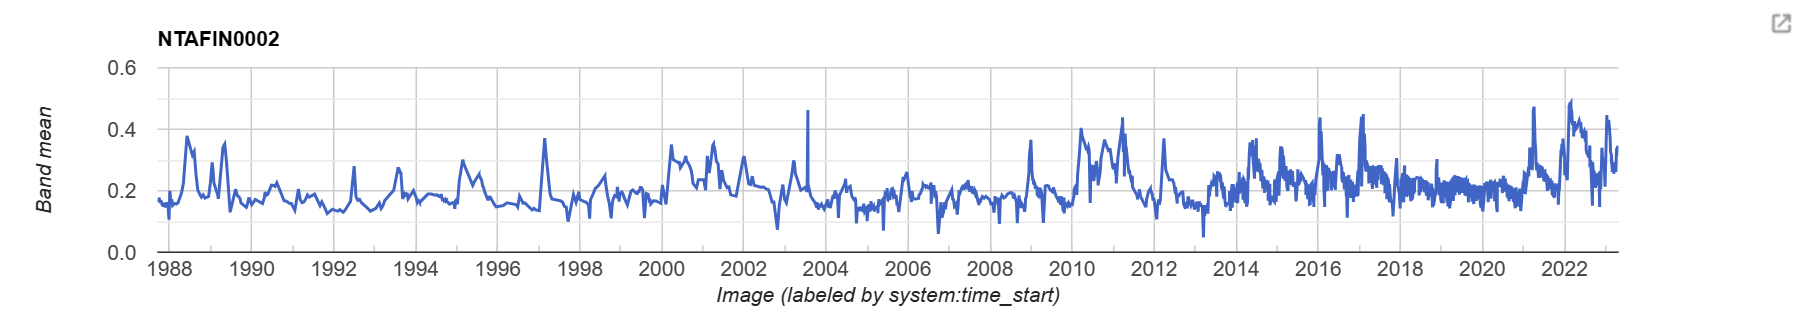 NTAFIN0002
Band mean
0.6
0.4
0.2
0.0
1988 1990 1992 1994 1996 1998 2000 2002 2004 2006 2008 2010 2012 2014 2016 2018 2020 2022
Image (labeled by system:time_start)